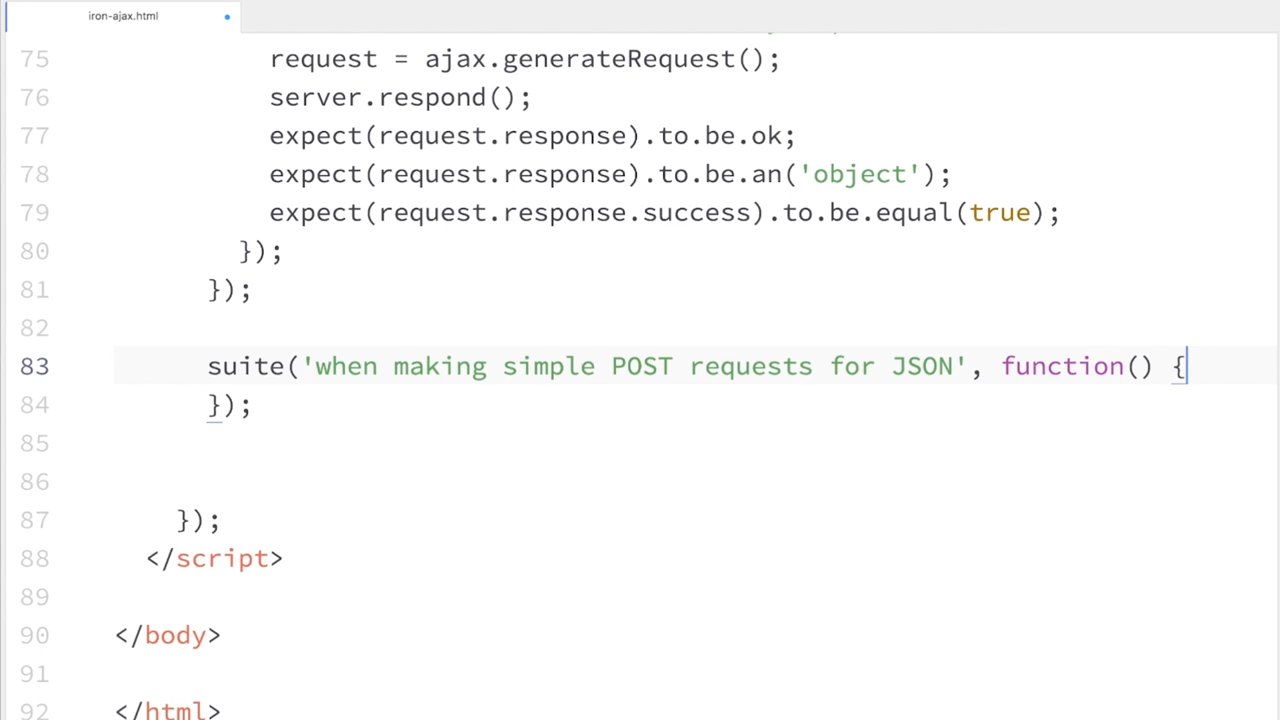 iron-ajax.html
75 request = ajax.generateRequest();
76 server.respond();
77 expect(request.response).to.be.ok;
78 expect(request.response).to.be.an('object');
79 expect(request.response.success).to.be.equal(true);
80 });
81 });
82
83 suite('when making simple POST requests for JSON', function() {
84 });
85
86
87 });
88 </script>
89
90 </body>
91
92 </html>